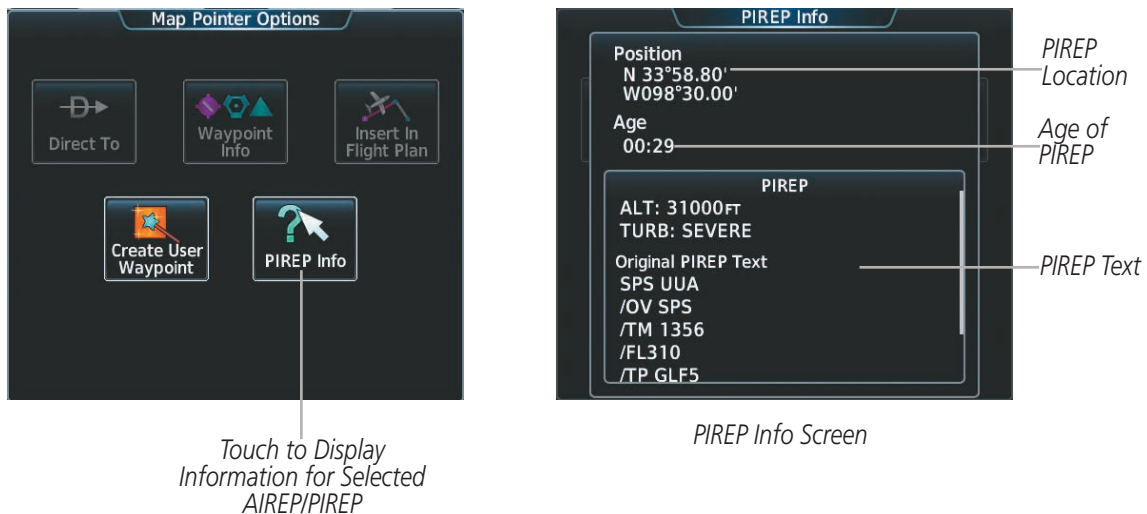 Map Pointer Options
Direct To
Waypoint
Info
Insert In
Flight Plan
Create User
Waypoint
PIREP Info
Touch to Display
Information for Selected
AIREP/PIREP
PIREP Info
Position
N 33°58.80'
W098°30.00'
Age
00:29
PIREP
ALT: 31000FT
TURB: SEVERE
Original PIREP Text
SPS UUA
/OV SPS
/TM 1356
/FL310
/TP GLF5
PIREP
Location
Age of
PIREP
PIREP Text
PIREP Info Screen